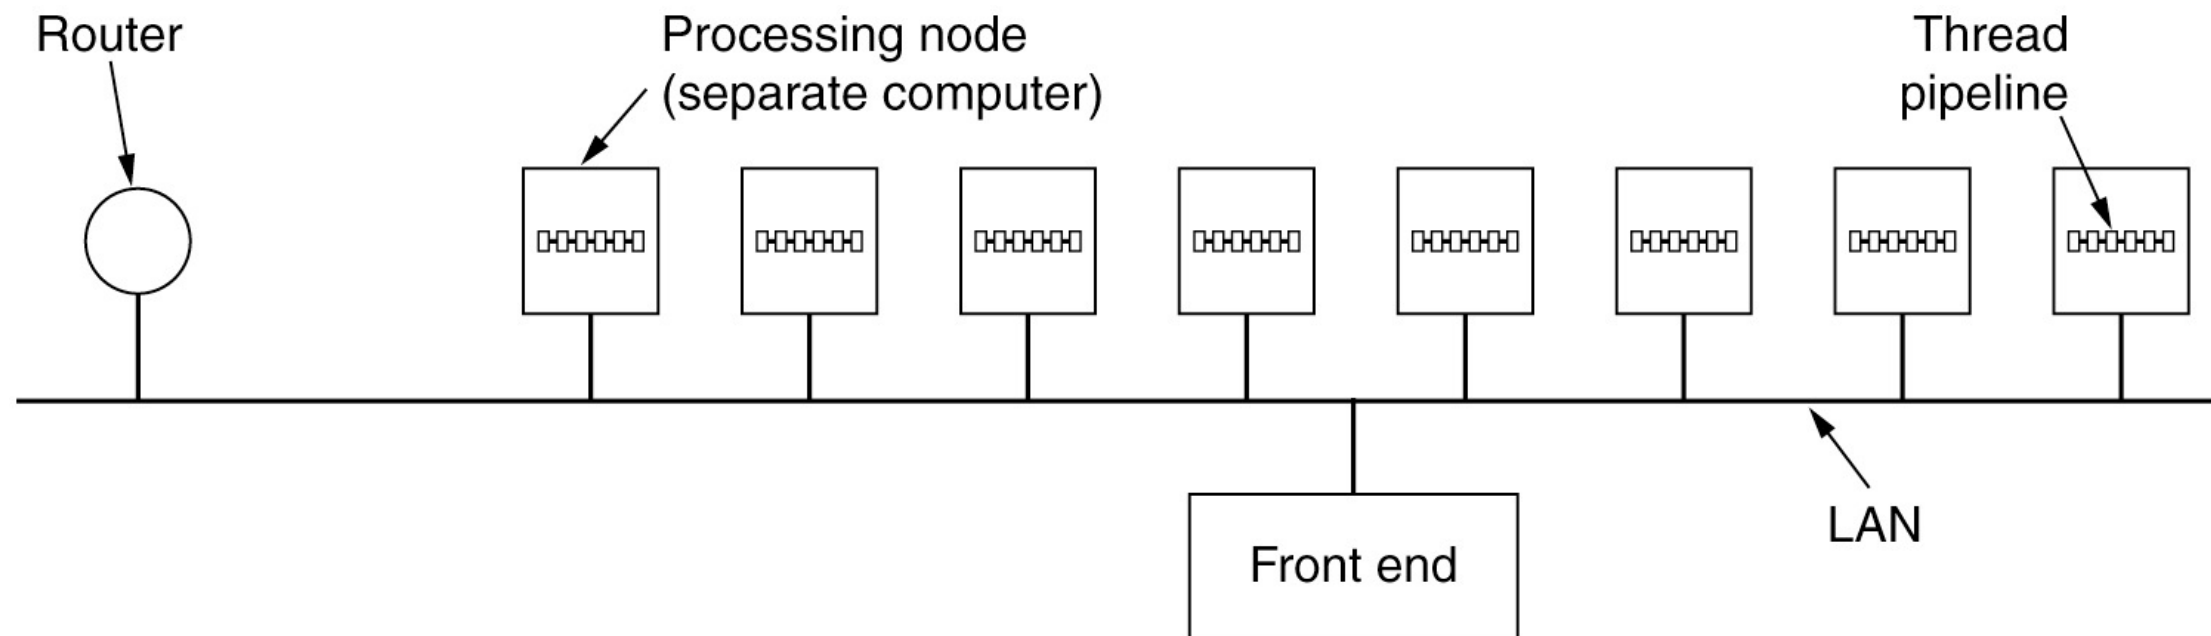 Router
Processing node
(separate computer)
Thread
pipeline
LAN
Front end